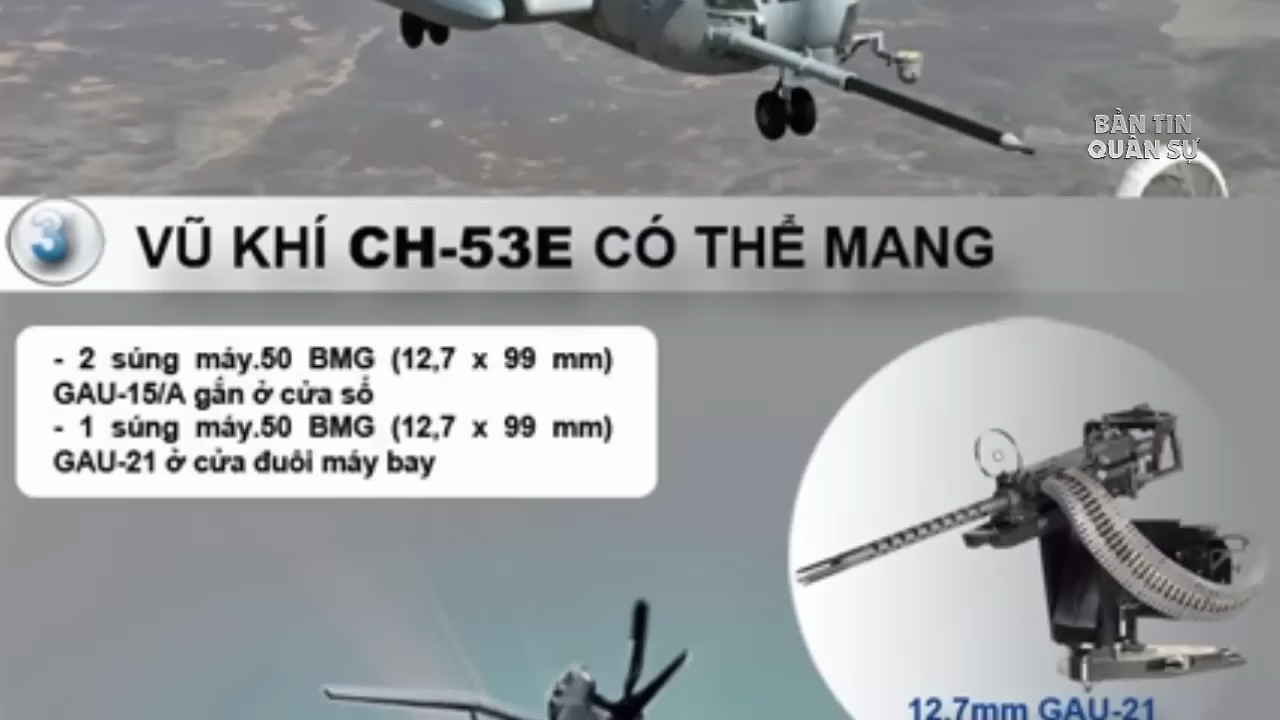 BẢN TIN
QUÂN SỰ
3 VŨ KHÍ CH-53E CÓ THỂ MANG
- 2 súng máy.50 BMG (12,7 x 99 mm)
GAU-15/A gắn ở cửa sổ
- 1 súng máy.50 BMG (12,7 x 99 mm)
GAU-21 ở cửa đuôi máy bay
12,7mm GAU-21